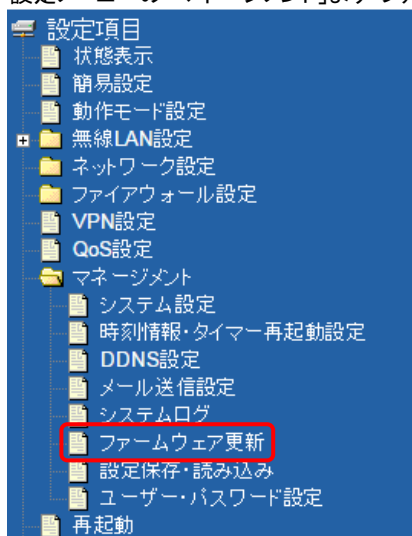 設定項目
状態表示
簡易設定
動作モード設定
無線LAN設定
ネットワーク設定
ファイアウォール設定
VPN設定
QoS設定
マネージメント
システム設定
時刻情報・タイマー再起動設定
DDNS設定
メール送信設定
システムログ
ファームウェア更新
設定保存・読み込み
ユーザー・パスワード設定
再起動